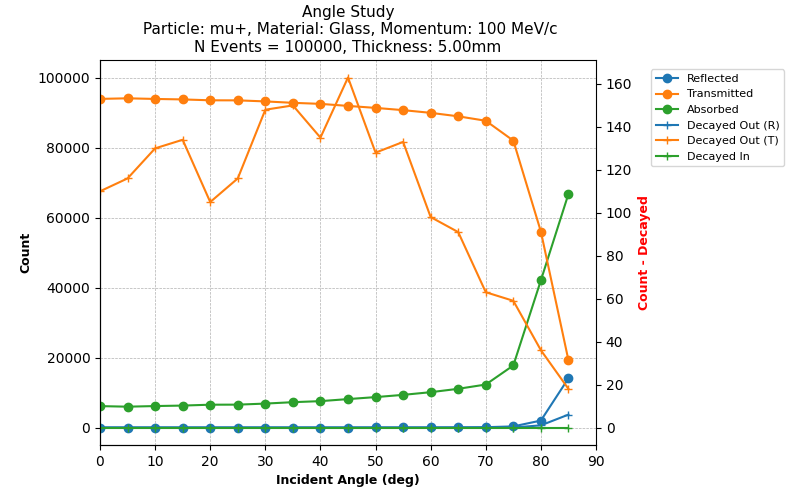 Angle Study
Particle: mu+, Material: Glass, Momentum: 100 MeV/c
N Events = 100000, Thickness: 5.00mm
100000
80000
60000
40000
20000
0
Count
0 10 20 30 40 50 60 70 80 90
Incident Angle (deg)
160
140
120
100
80
60
40
20
0
Count - Decayed
Reflected
Transmitted
Absorbed
Decayed Out (R)
Decayed Out (T)
Decayed In